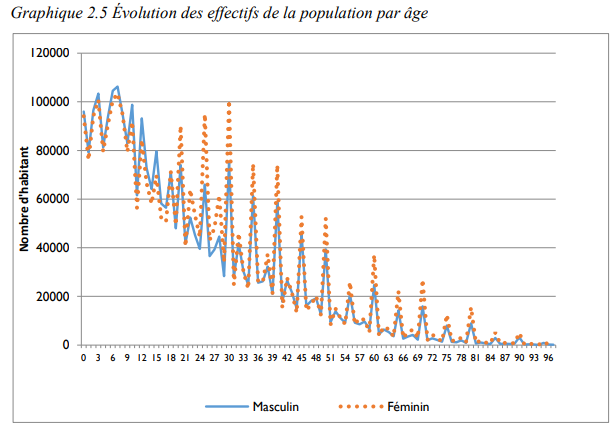 Graphique 2.5 Évolution des effectifs de la population par âge
120000
100000
80000
60000
40000
20000
0
Nombre d'habitant
0 3 6 9 12 15 18 21 24 27 30 33 36 39 42 45 48 51 54 57 60 63 66 69 72 75 78 81 84 87 90 93 96
Masculin Féminin